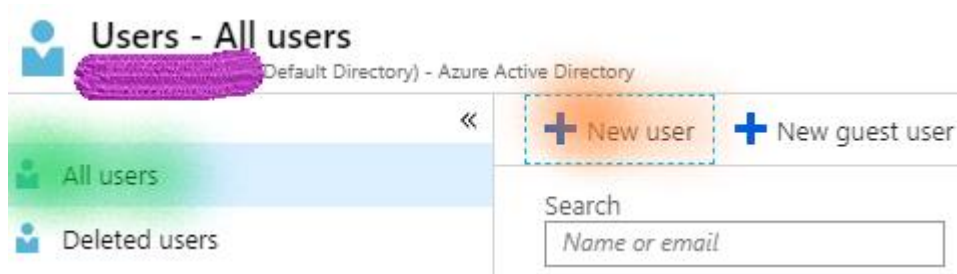 Users - All users
Default Directory) - Azure Active Directory
«
New user
New guest user
All users
Search
Name or email
Deleted users